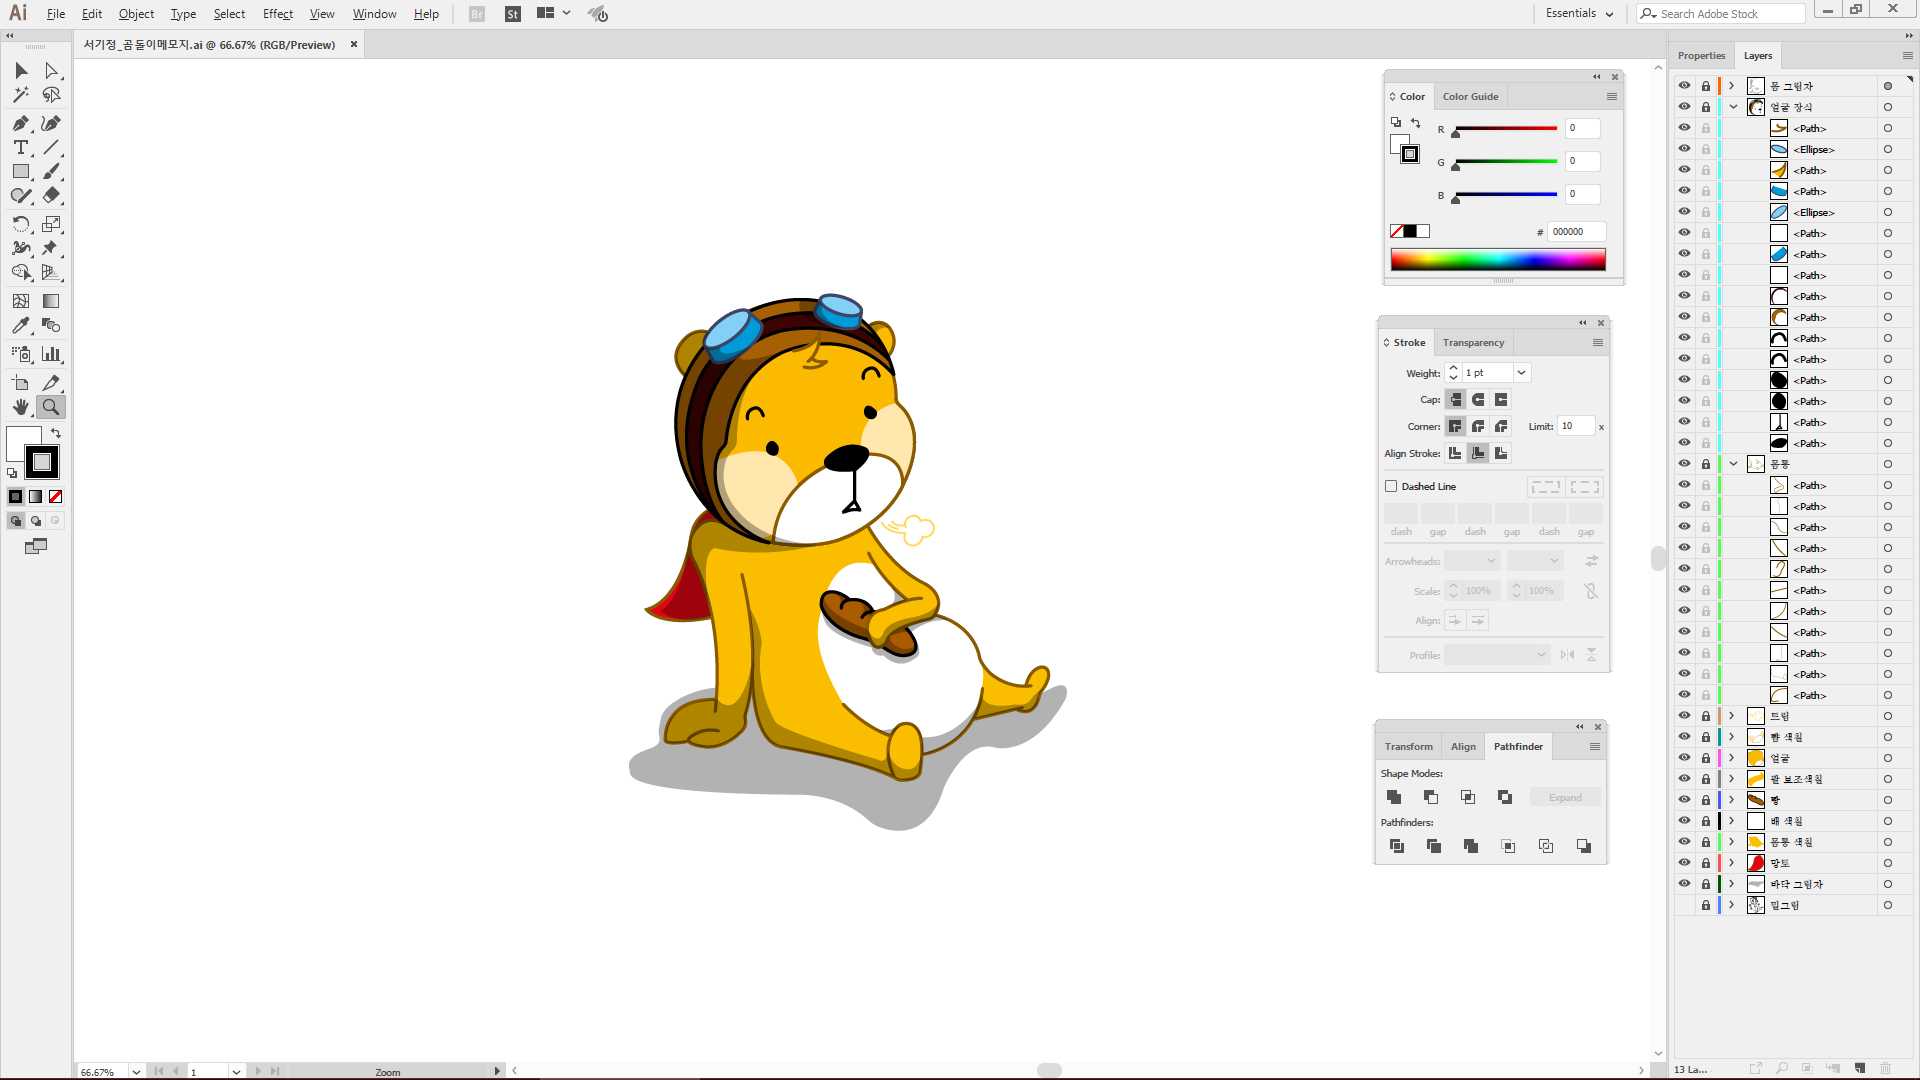 Ai File Edit Object Type Select Effect View Window Help Br St Essentials Search Adobe Stock
서기정_곰돌이메모지.ai @ 66.67% (RGB/Preview)
Properties Layers
Color Color Guide
R 0
G 0
B 0
# 000000
Stroke Transparency
Weight: 1 pt
Cap:
Corner: Limit: 10 x
Align Stroke:
Dashed Line
dash gap dash gap dash gap
Arrowheads:
Scale: 100% 100%
Align:
Profile:
Transform Align Pathfinder
Shape Modes:
Expand
Pathfinders:
몸 그림자
얼굴 장식
<Path>
<Ellipse>
<Path>
<Path>
<Ellipse>
<Path>
<Path>
<Path>
<Path>
<Path>
<Path>
<Path>
<Path>
<Path>
<Path>
<Path>
몸통
<Path>
<Path>
<Path>
<Path>
<Path>
<Path>
<Path>
<Path>
<Path>
<Path>
<Path>
트림
뺨 색칠
얼굴
팔 보조색칠
빵
배 색칠
몸통 색칠
망토
바닥 그림자
밑그림
13 La...
66.67% 1 Zoom